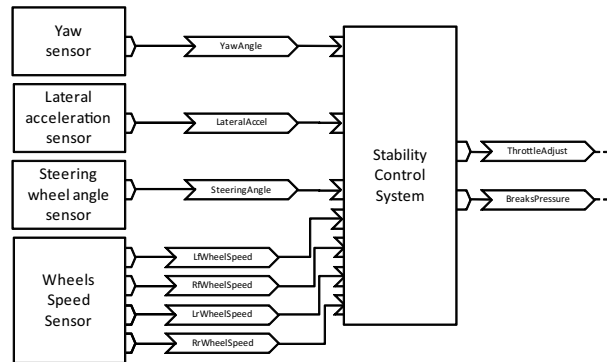 Yaw
sensor
YawAngle
Lateral
acceleration
sensor
LateralAccel
Steering
wheel angle
sensor
SteeringAngle
Wheels
Speed
Sensor
LfWheelSpeed
RfWheelSpeed
LrWheelSpeed
RrWheelSpeed
Stability
Control
System
ThrottleAdjust
BreaksPressure